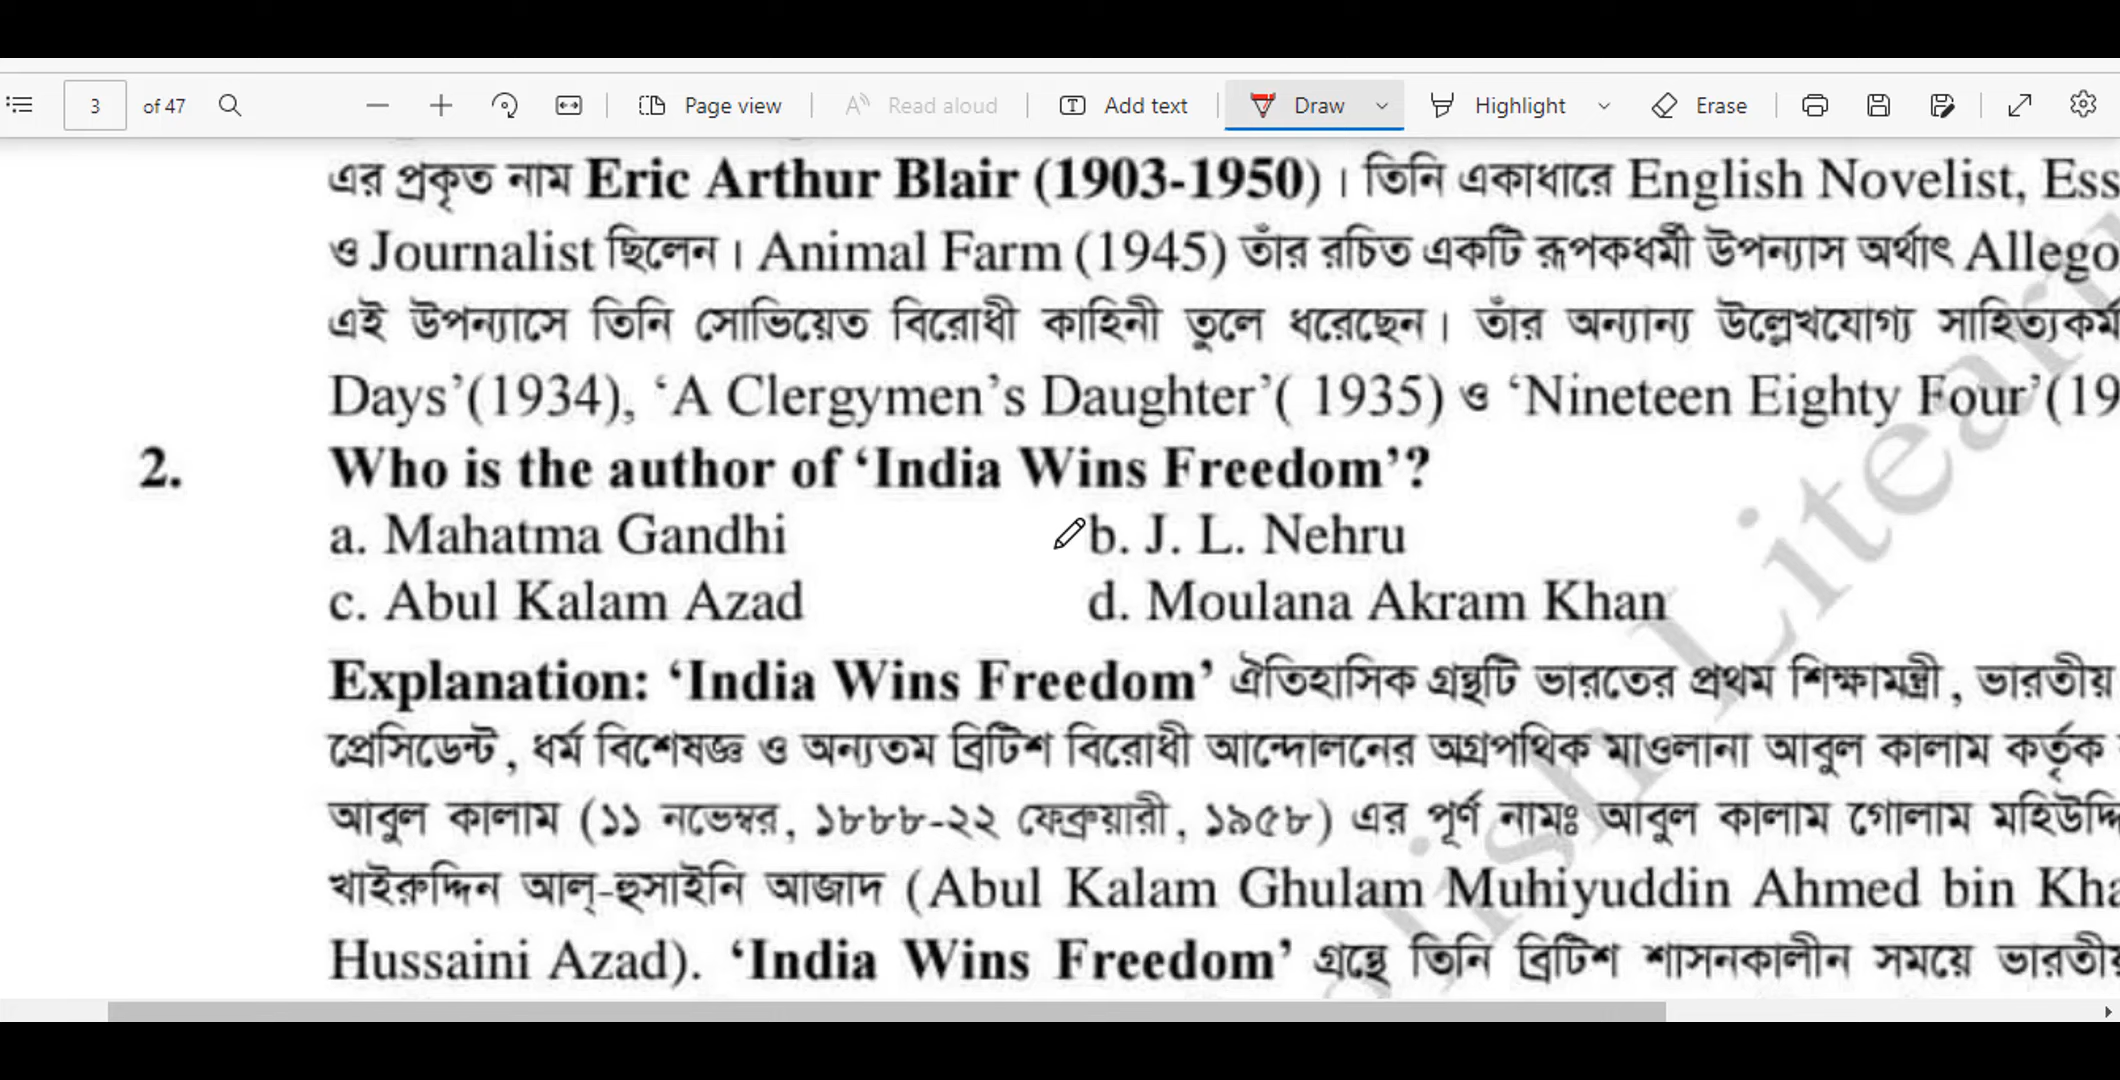 3 of 47 Page view Read aloud Add text Draw Highlight Erase
এর প্রকৃত নাম Eric Arthur Blair (1903-1950) । তিনি একাধারে English Novelist, Ess
ও Journalist ছিলেন। Animal Farm (1945) তাঁর রচিত একটি রূপকধর্মী উপন্যাস অর্থাৎ Allego
এই উপন্যাসে তিনি সোভিয়েত বিরোধী কাহিনী তুলে ধরেছেন। তাঁর অন্যান্য উল্লেখযোগ্য সাহিত্যকর্ম
Days’(1934), ‘A Clergymen’s Daughter’( 1935) ও ‘Nineteen Eighty Four’(19
2. Who is the author of ‘India Wins Freedom’?
a. Mahatma Gandhi b. J. L. Nehru
c. Abul Kalam Azad d. Moulana Akram Khan
Explanation: ‘India Wins Freedom’ ঐতিহাসিক গ্রন্থটি ভারতের প্রথম শিক্ষামন্ত্রী, ভারতীয়
প্রেসিডেন্ট, ধর্ম বিশেষজ্ঞ ও অন্যতম ব্রিটিশ বিরোধী আন্দোলনের অগ্রপথিক মাওলানা আবুল কালাম কর্তৃক
আবুল কালাম (১১ নভেম্বর, ১৮৮৮-২২ ফেব্রুয়ারী, ১৯৫৮) এর পূর্ণ নামঃ আবুল কালাম গোলাম মহিউদ্দি
খাইরুদ্দিন আল্-হুসাইনি আজাদ (Abul Kalam Ghulam Muhiyuddin Ahmed bin Kha
Hussaini Azad). ‘India Wins Freedom’ গ্রন্থে তিনি ব্রিটিশ শাসনকালীন সময়ে ভারতীয়
lish Litearu